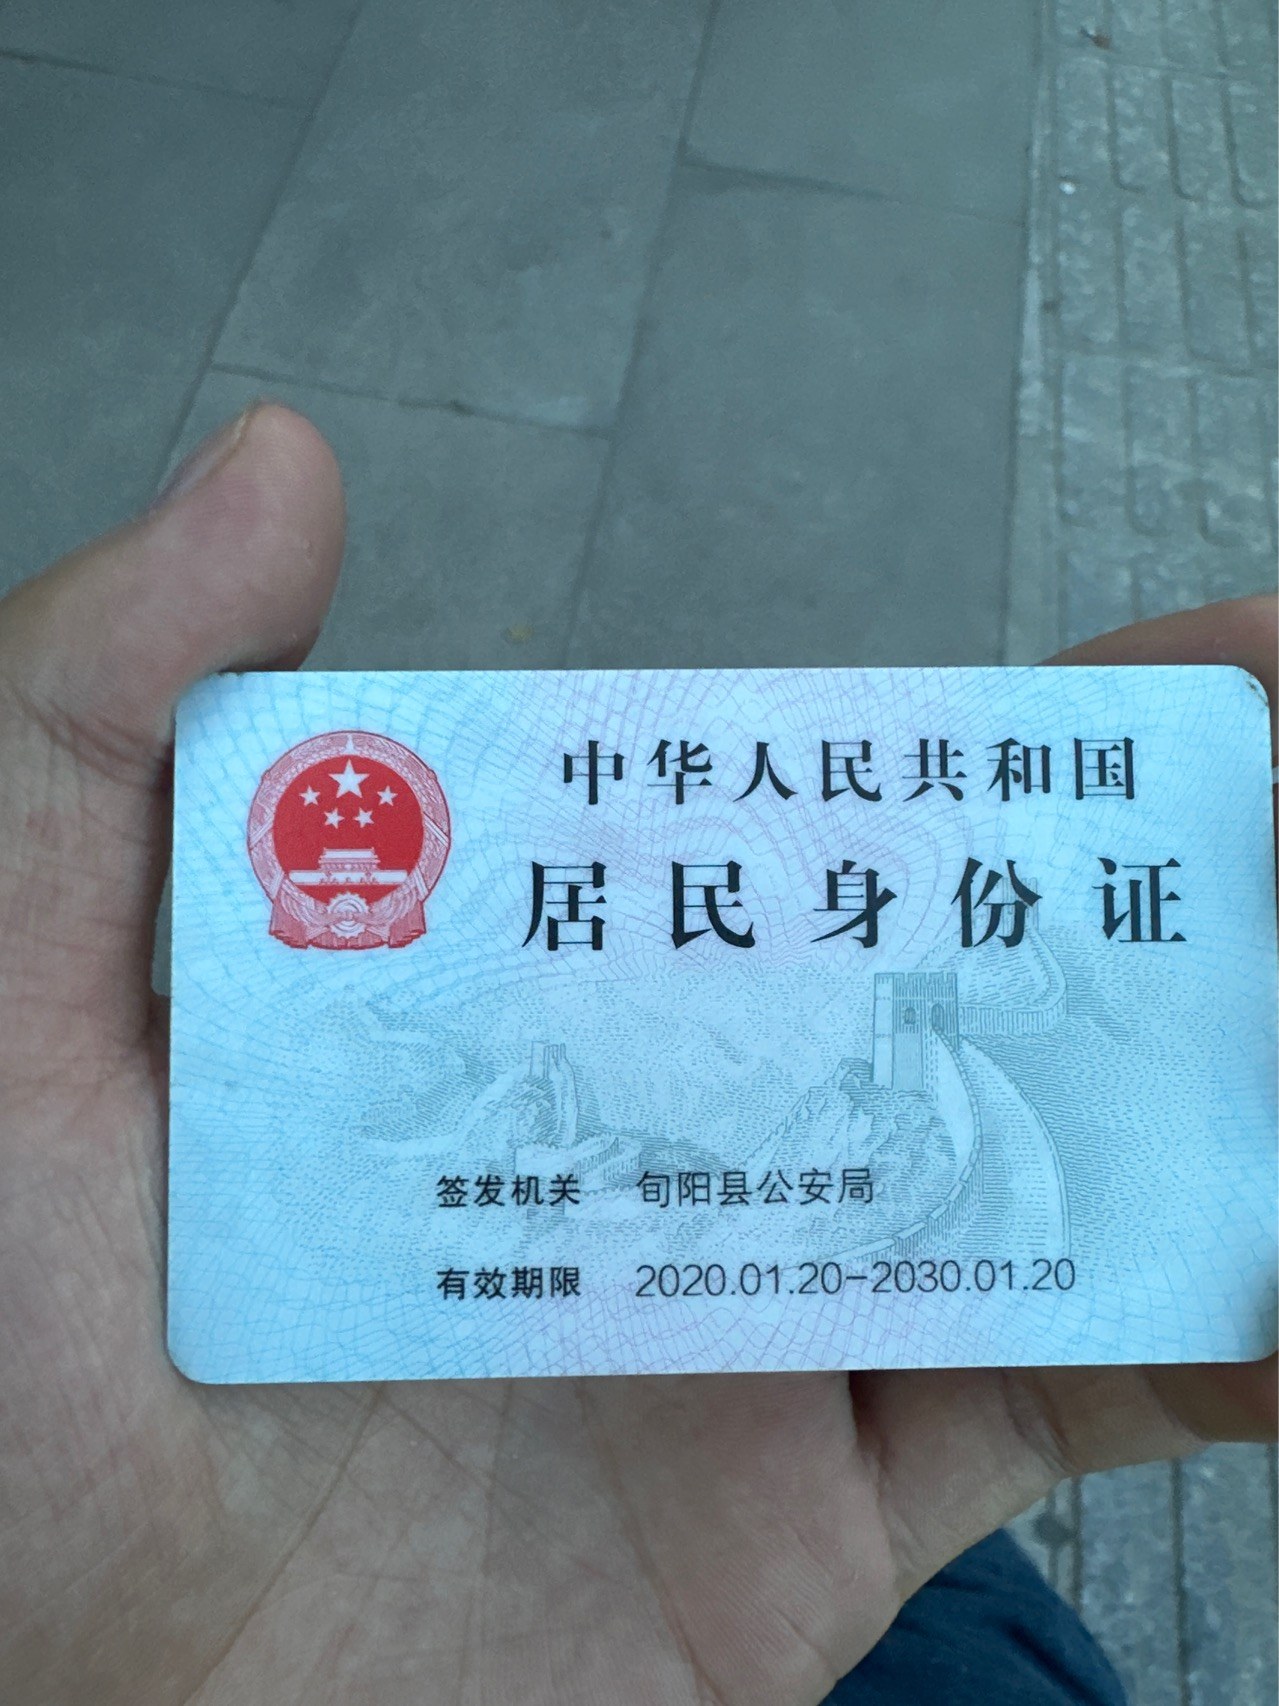 中华人民共和国
居民身份证
签发机关 旬阳县公安局
有效期限 2020.01.20-2030.01.20